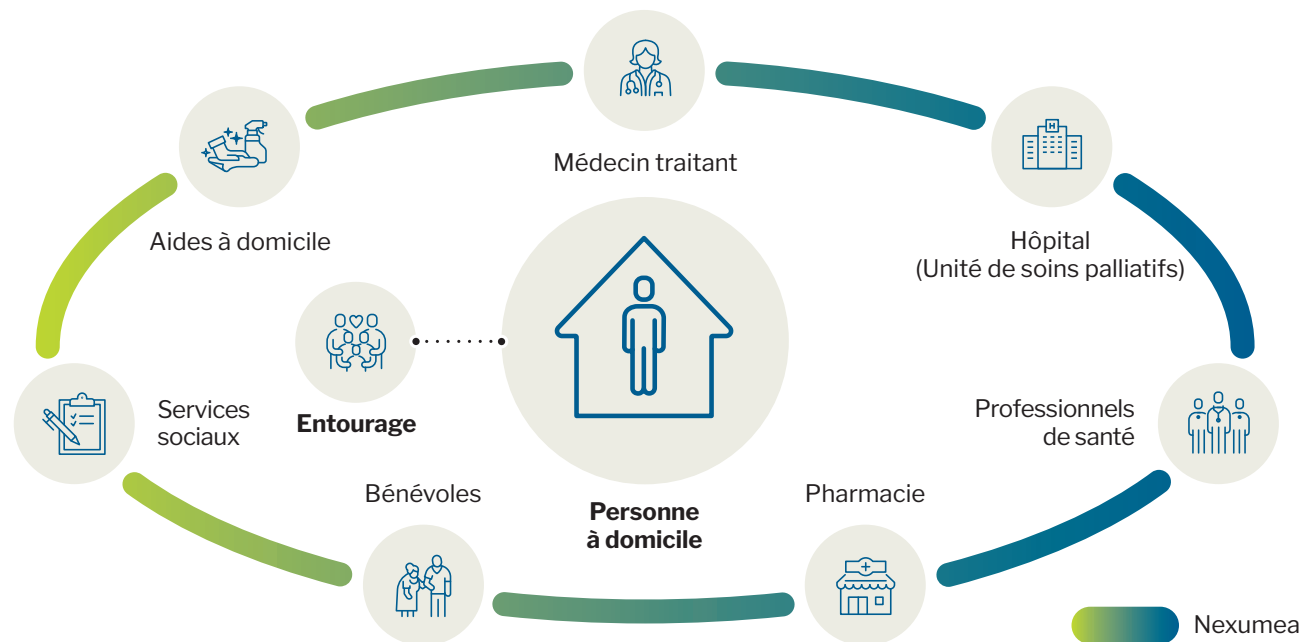 H
Médecin traitant
Aides à domicile
Hôpital
(Unité de soins palliatifs)
Services
sociaux
Entourage
Professionnels
de santé
Bénévoles
Personne
à domicile
Pharmacie
Nexumea